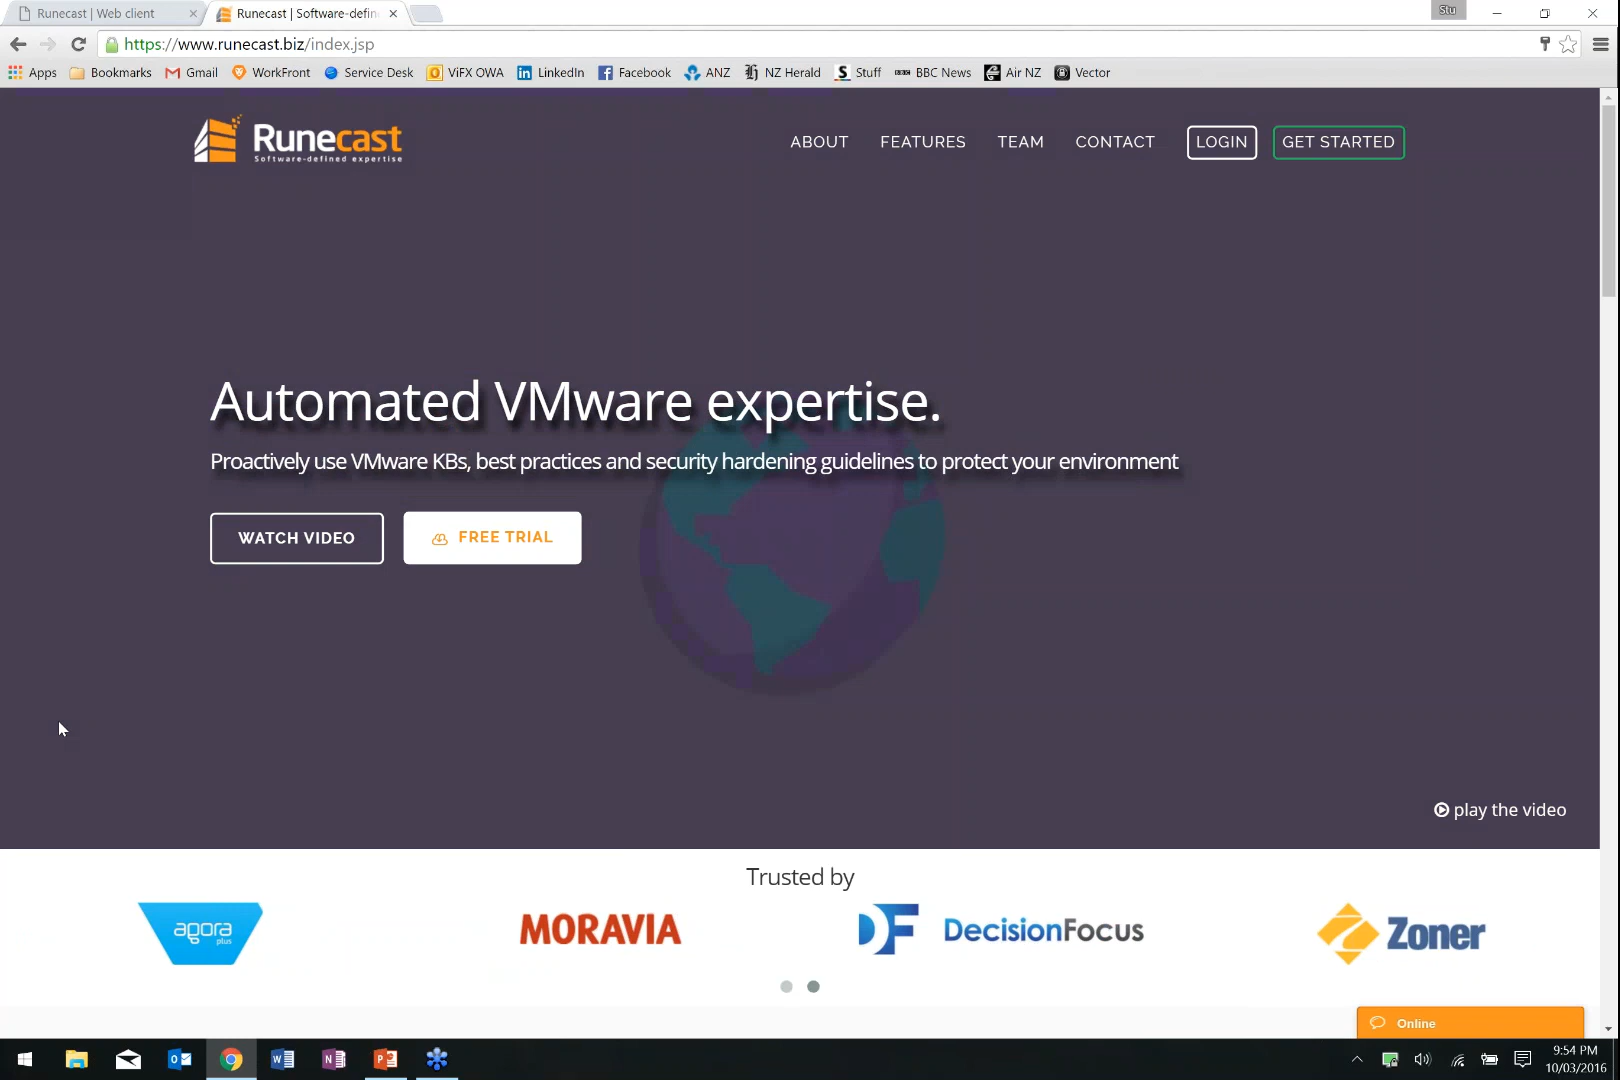 Runecast | Web client
Runecast | Software-defin
Stu
https://www.runecast.biz/index.jsp
Apps
Bookmarks
Gmail
WorkFront
Service Desk
ViFX OWA
LinkedIn
Facebook
ANZ
NZ Herald
Stuff
BBC News
Air NZ
Vector
Runecast
Software-defined expertise
ABOUT
FEATURES
TEAM
CONTACT
LOGIN
GET STARTED
Automated VMware expertise.
Proactively use VMware KBs, best practices and security hardening guidelines to protect your environment
WATCH VIDEO
FREE TRIAL
play the video
Trusted by
agora
plus
MORAVIA
DF DecisionFocus
Zoner
Online
9:54 PM
10/03/2016